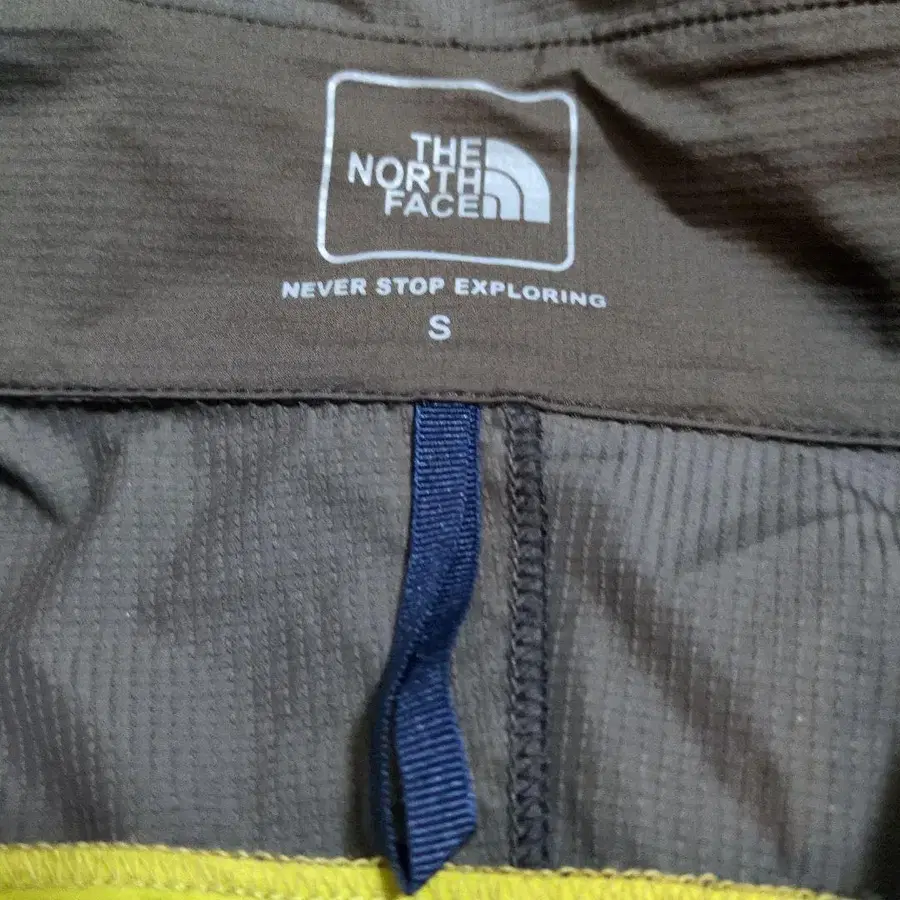 THE
NORTH
FACE
NEVER STOP EXPLORING
S